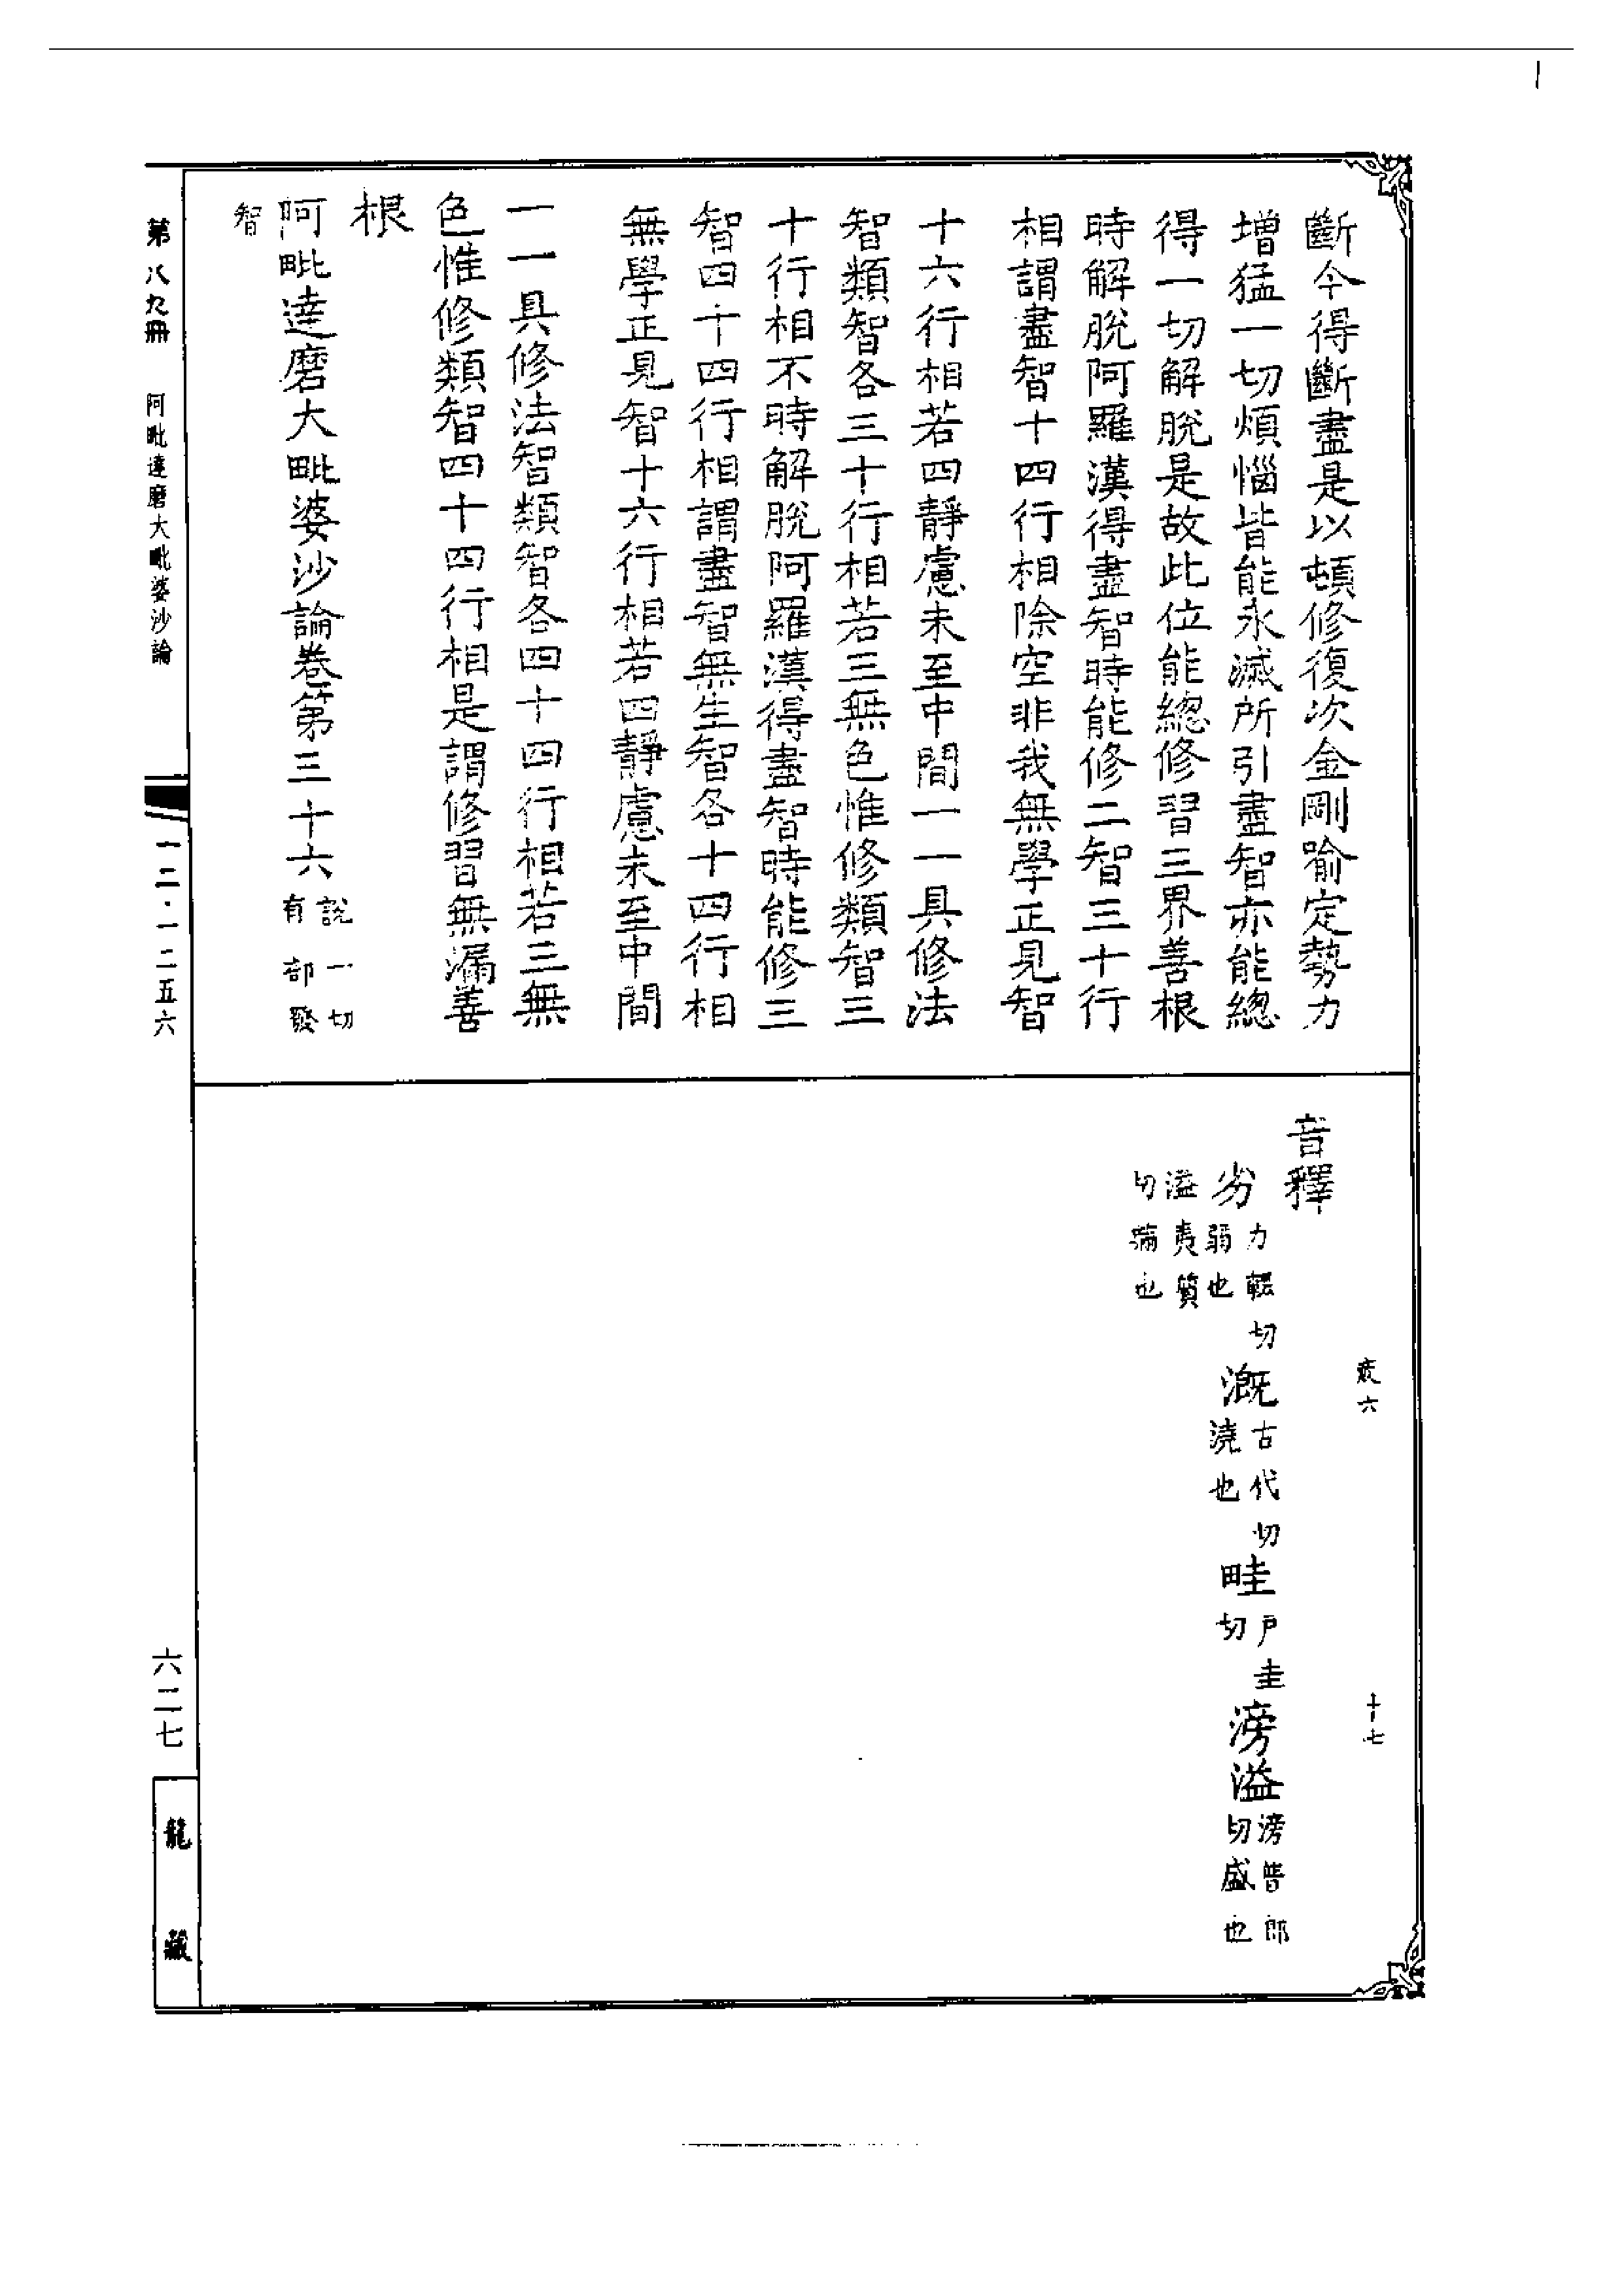 斷今得斷盡是以頓修復次金剛喻定勢力
增猛一切煩惱皆能永滅所引盡智亦能總
得一切解脫是故此位能總修習三界善根
時解脫阿羅漢得盡智時能修二智三十行
相謂盡智十四行相除空非我無學正見智
十六行相若四靜慮未至中間一一具修法
智類智各三十行相若三無色惟修類智三
十行相不時解脫阿羅漢得盡智時能修三
智四十四行相謂盡智無生智各十四行相
無學正見智十六行相若四靜慮未至中間
一一具修法智類智各四十四行相若三無
色惟修類智四十四行相是謂修習無漏善
根
阿毗達磨大毗婆沙論卷第三十六 說一切有部發
智
音釋
劣 力輟切弱也 溉 古代切澆也 畦 戶圭切 滂溢 滂普郎切盛也
溢夷質切滿也
十七
第八九冊 阿毗達磨大毗婆沙論 一二·一二五六 六二七 龍藏